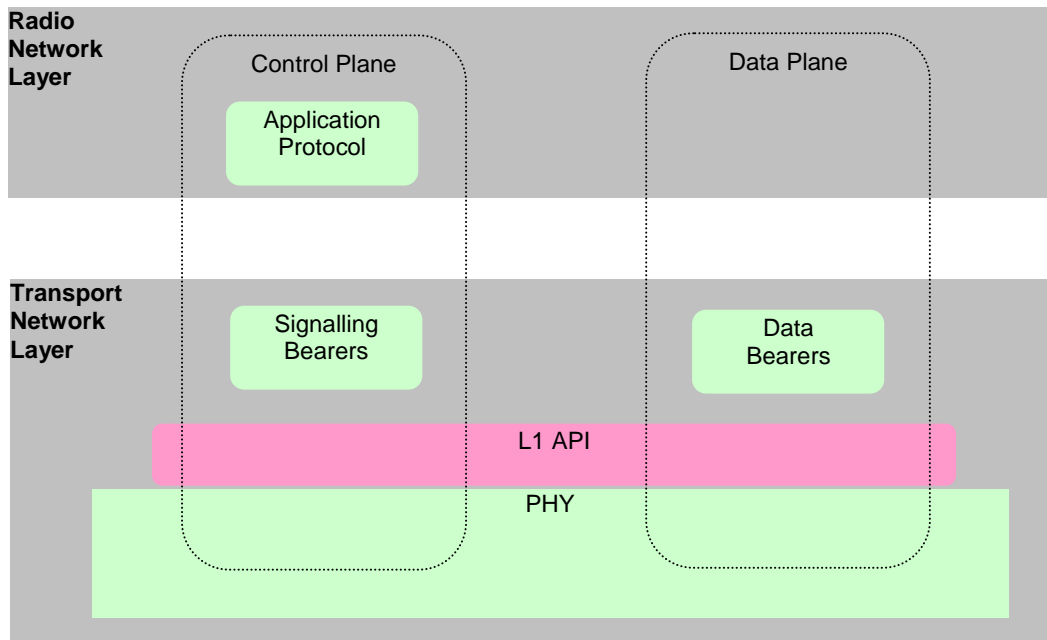 Radio
Network
Layer
Control Plane
Data Plane
Application
Protocol
Transport
Network
Layer
Signalling
Bearers
Data
Bearers
L1 API
PHY